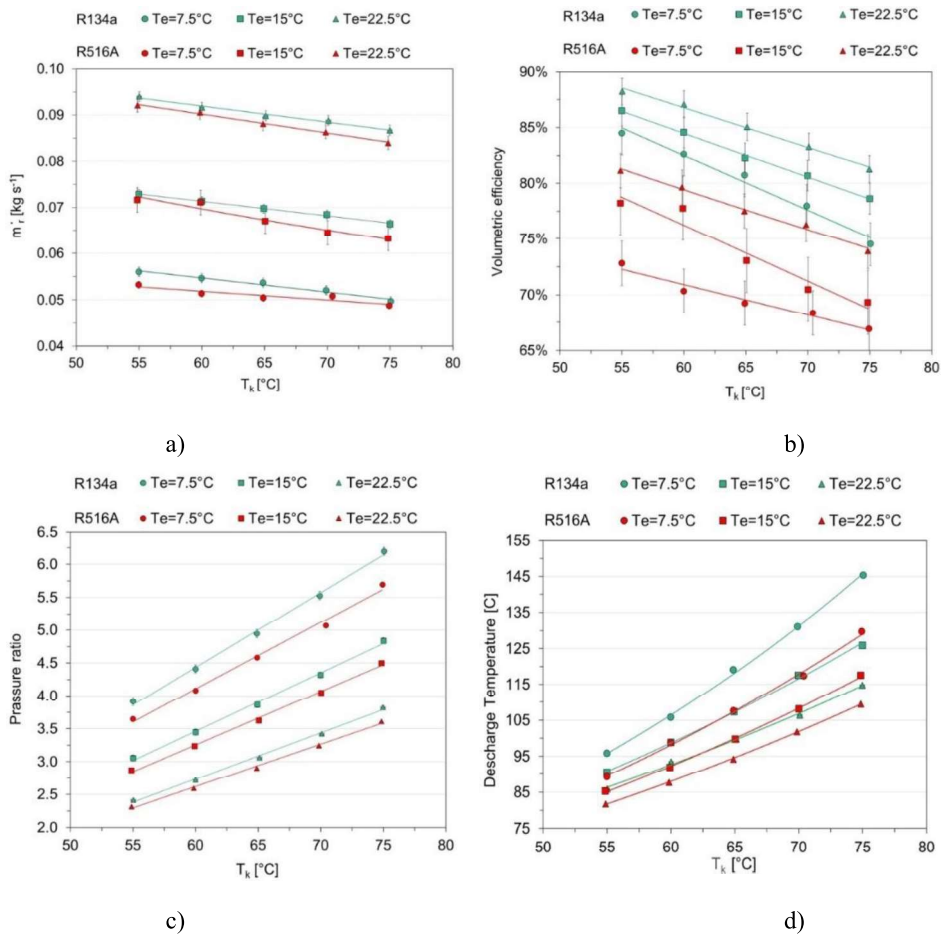 R134a Te=7.5°C Te=15°C Te=22.5°C
R516A Te=7.5°C Te=15°C Te=22.5°C
0.10
0.09
0.08
0.07
0.06
0.05
0.04
ṁr [kg s⁻¹]
50 55 60 65 70 75 80
Tk [°C]
a)
R134a Te=7.5°C Te=15°C Te=22.5°C
R516A Te=7.5°C Te=15°C Te=22.5°C
90%
85%
80%
75%
70%
65%
Volumetric efficiency
50 55 60 65 70 75 80
Tk [°C]
b)
R134a Te=7.5°C Te=15°C Te=22.5°C
R516A Te=7.5°C Te=15°C Te=22.5°C
6.5
6.0
5.5
5.0
4.5
4.0
3.5
3.0
2.5
2.0
Prassure ratio
50 55 60 65 70 75 80
Tk [°C]
c)
R134a Te=7.5°C Te=15°C Te=22.5°C
R516A Te=7.5°C Te=15°C Te=22.5°C
155
145
135
125
115
105
95
85
75
Descharge Temperature [C]
50 55 60 65 70 75 80
Tk [°C]
d)